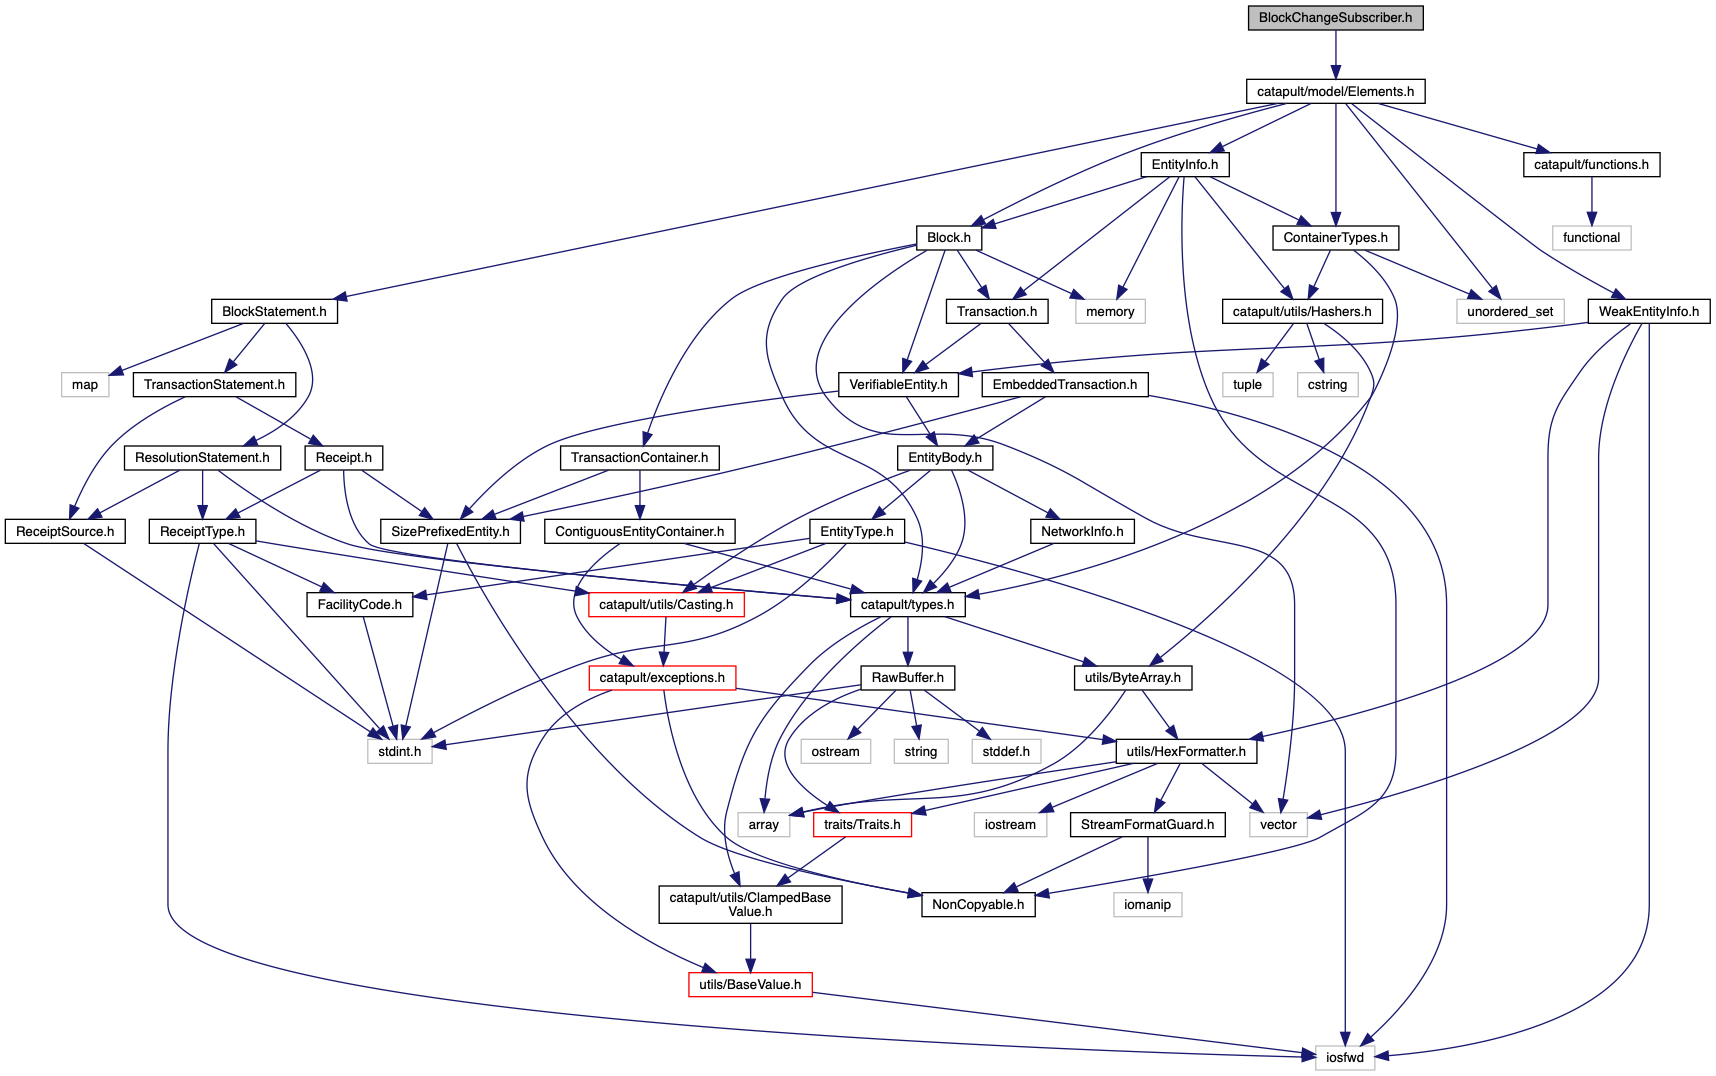 BlockChangeSubscriber.h
catapult/model/Elements.h
EntityInfo.h
catapult/functions.h
Block.h
ContainerTypes.h
functional
BlockStatement.h
Transaction.h
memory
catapult/utils/Hashers.h
unordered_set
WeakEntityInfo.h
map
TransactionStatement.h
VerifiableEntity.h
EmbeddedTransaction.h
tuple
cstring
ResolutionStatement.h
Receipt.h
TransactionContainer.h
EntityBody.h
ReceiptSource.h
ReceiptType.h
SizePrefixedEntity.h
ContiguousEntityContainer.h
EntityType.h
NetworkInfo.h
FacilityCode.h
catapult/utils/Casting.h
catapult/types.h
catapult/exceptions.h
RawBuffer.h
utils/ByteArray.h
stdint.h
ostream
string
stddef.h
utils/HexFormatter.h
array
traits/Traits.h
iostream
StreamFormatGuard.h
vector
catapult/utils/ClampedBase
Value.h
NonCopyable.h
iomanip
utils/BaseValue.h
iosfwd